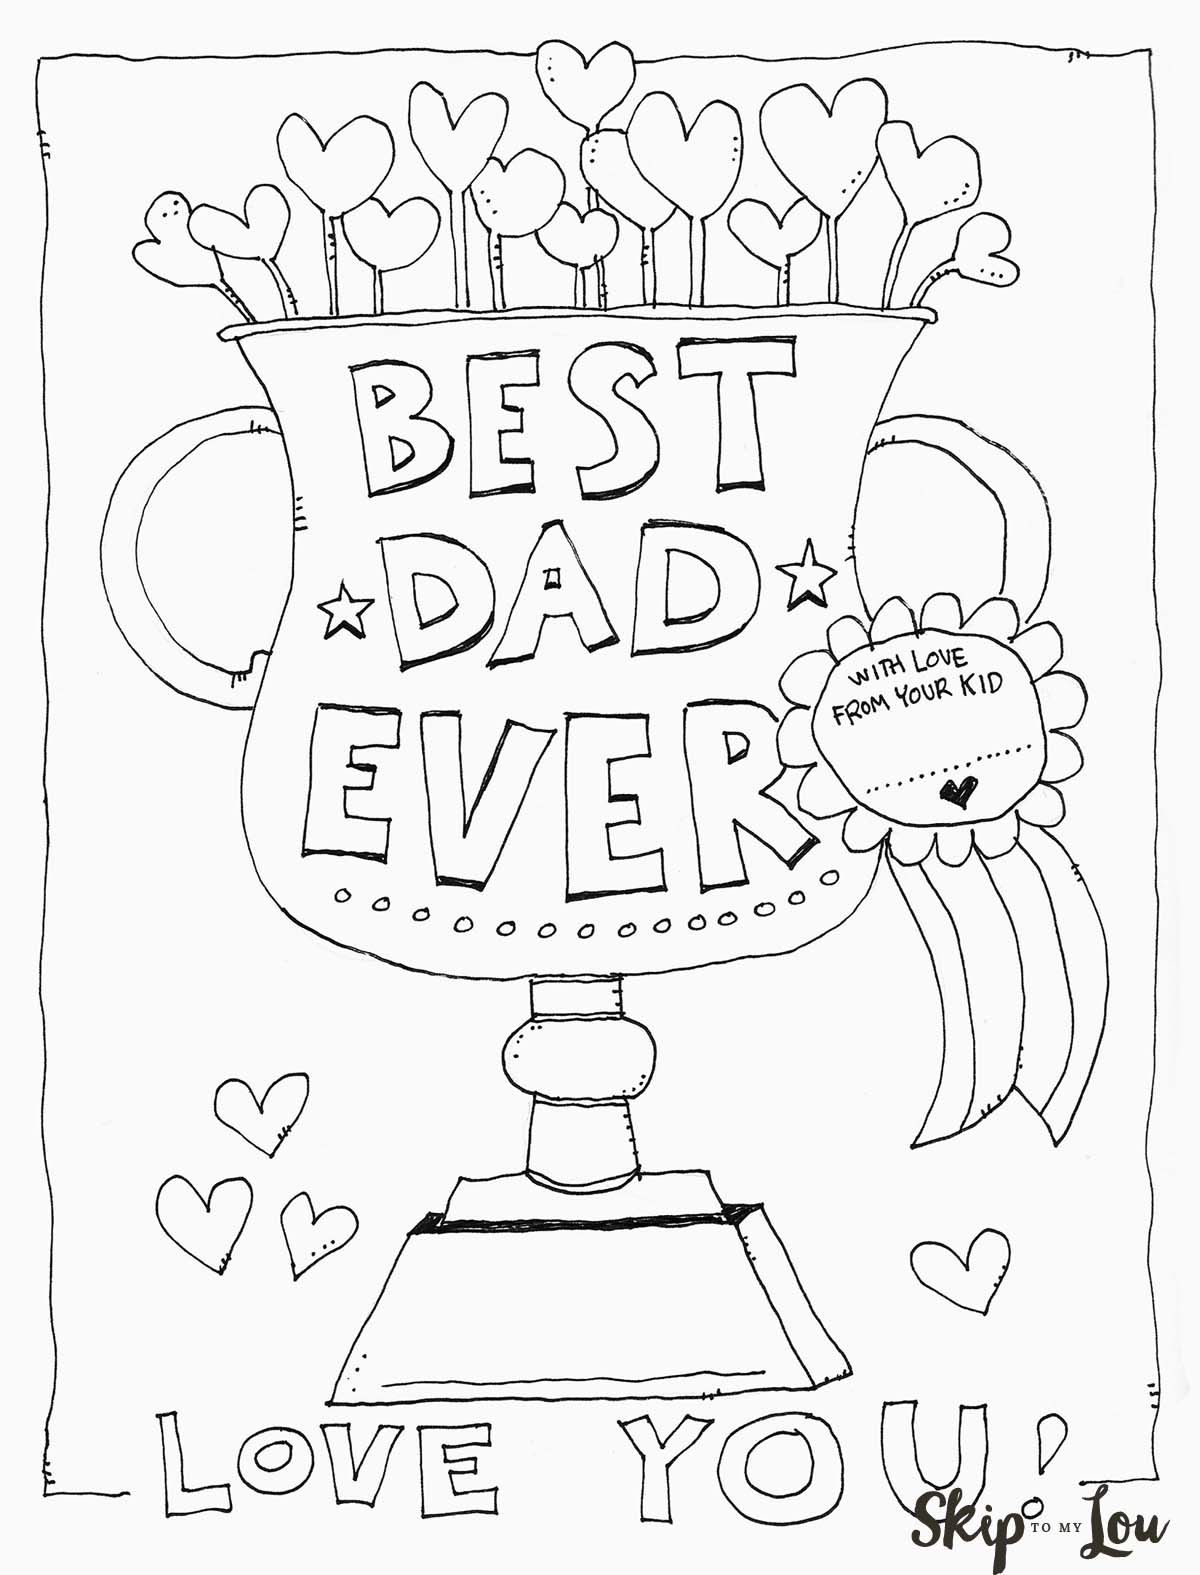 BEST
DAD
EVER
WITH LOVE
FROM YOUR KID
LOVE YOU!
Skip TO MY Lou